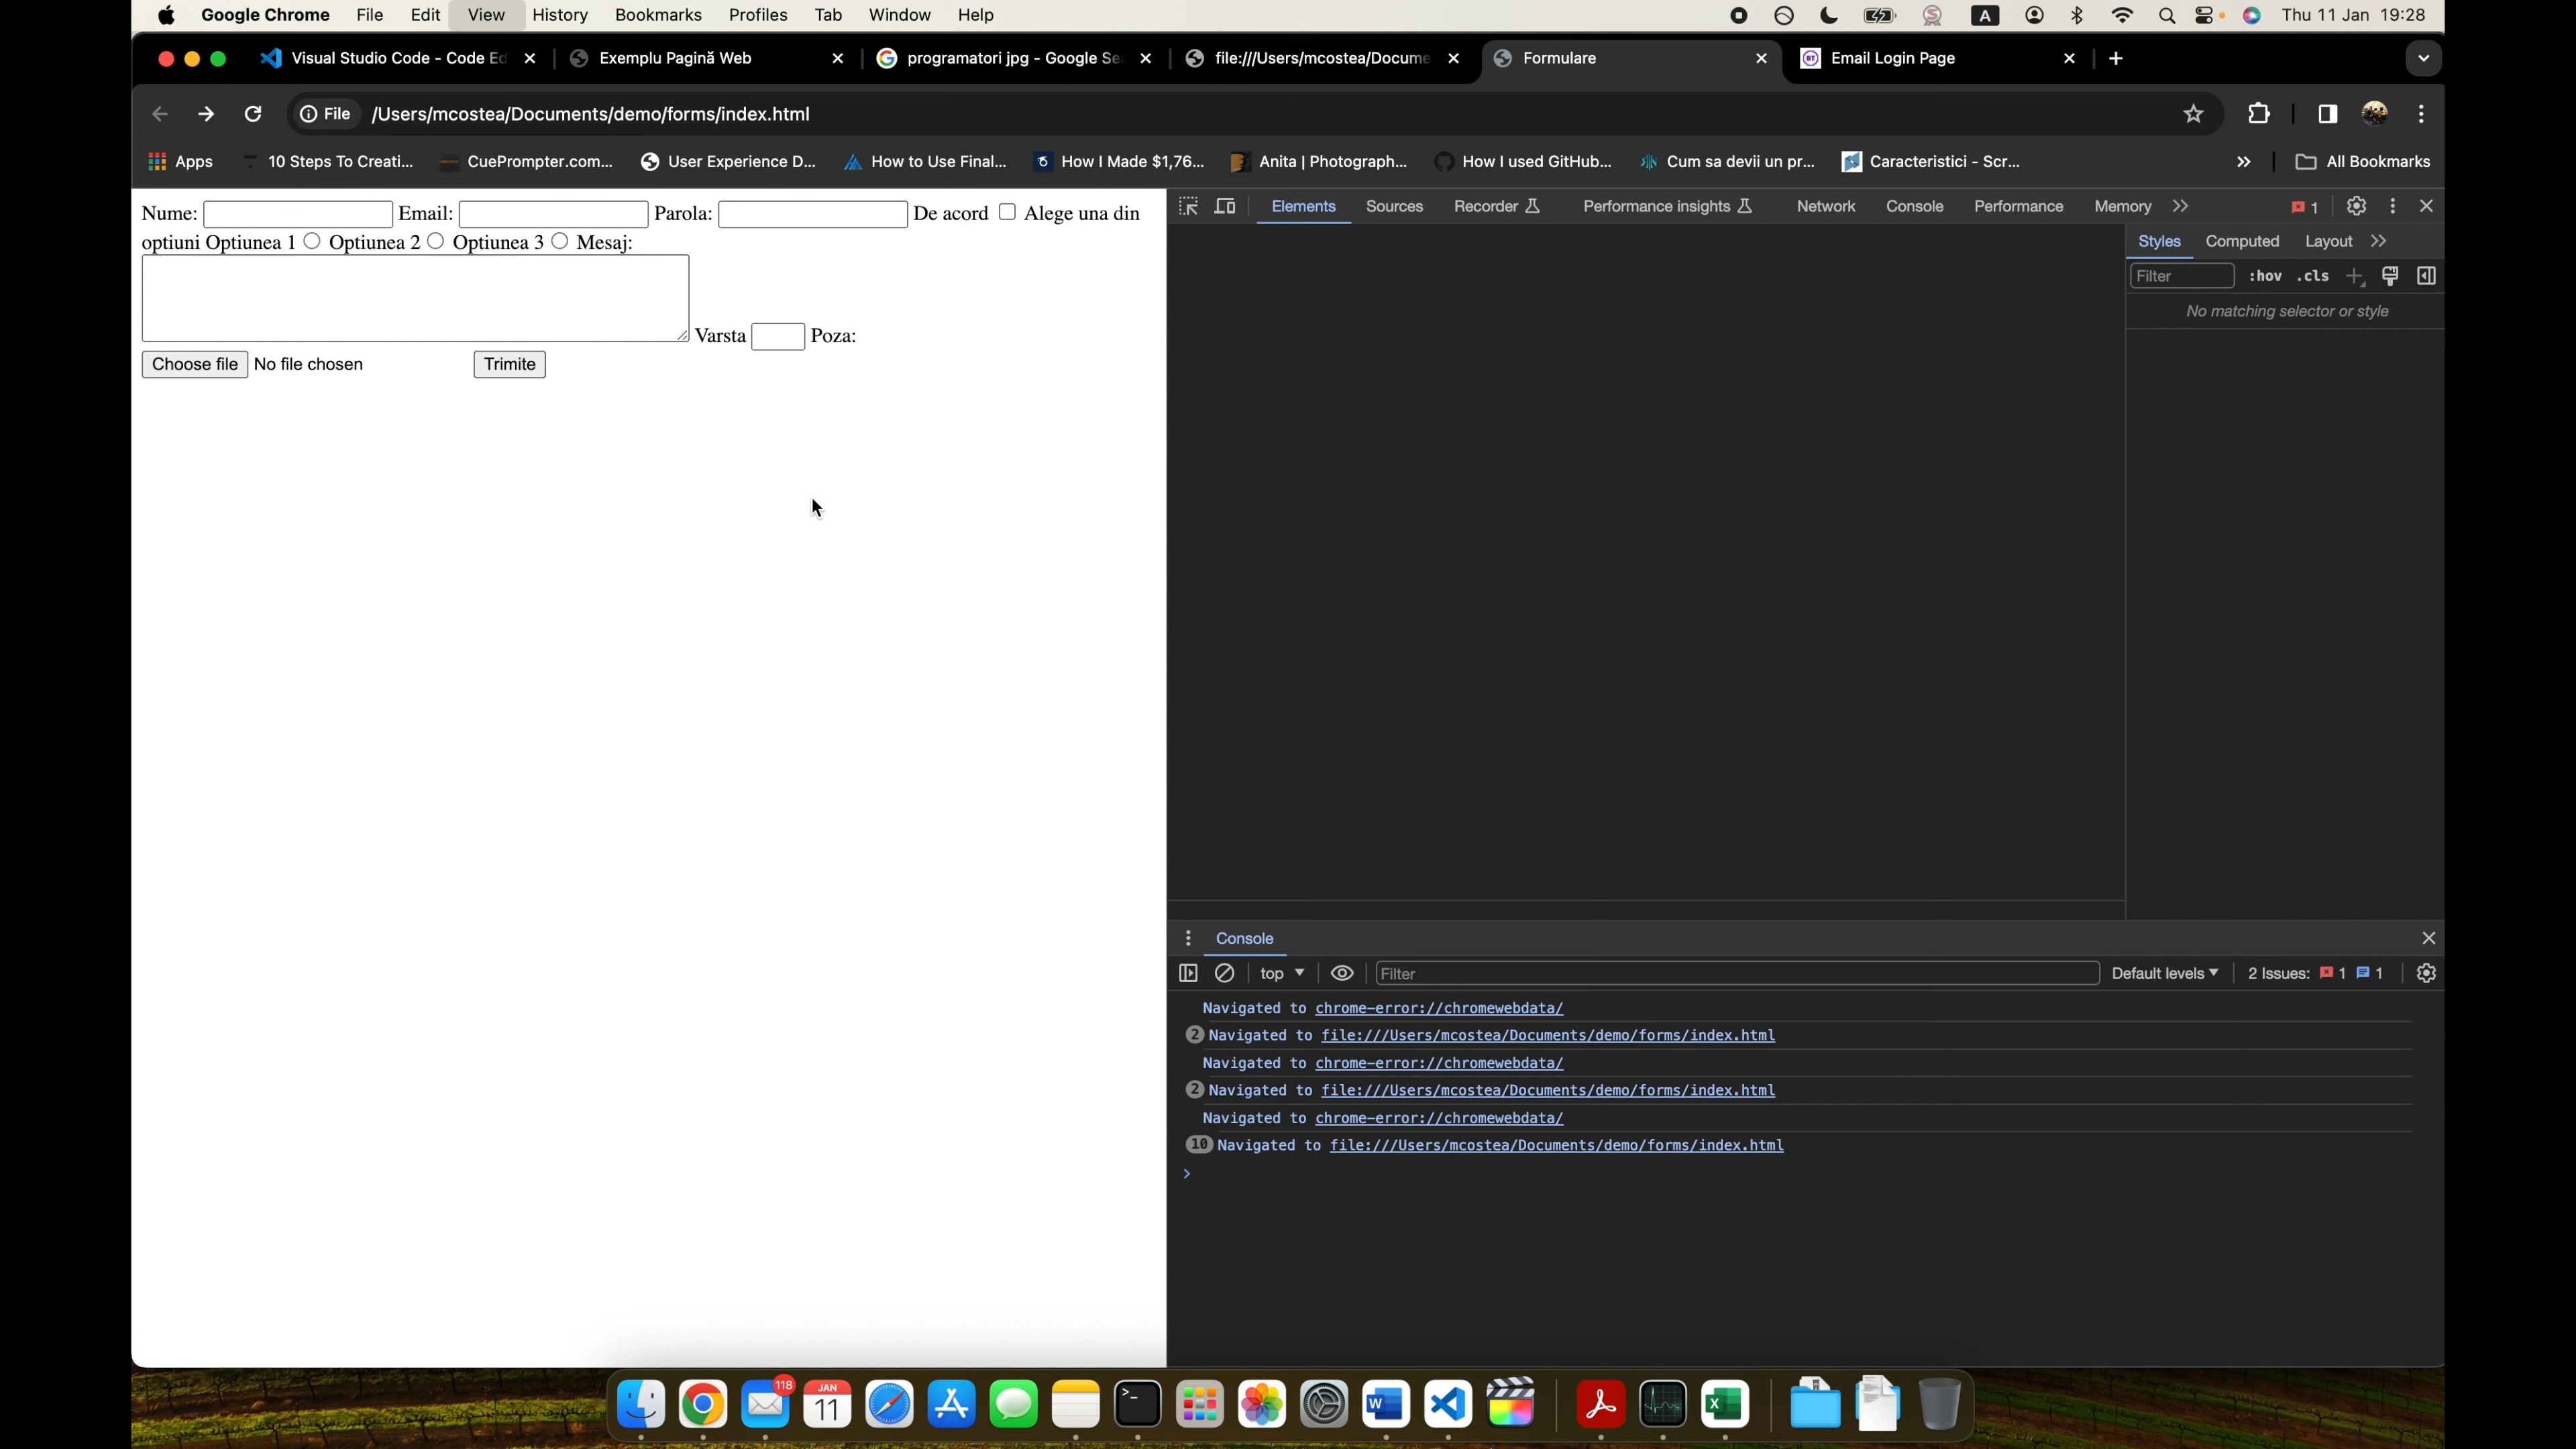 Google Chrome File Edit View History Bookmarks Profiles Tab Window Help A Thu 11 Jan 19:28
Visual Studio Code - Code Ed Exemplu Pagină Web programatori jpg - Google Se file:///Users/mcostea/Docume Formulare Email Login Page
File /Users/mcostea/Documents/demo/forms/index.html
Apps 10 Steps To Creati... CuePrompter.com... User Experience D... How to Use Final... How I Made $1,76... Anita | Photograph... How I used GitHub... Cum sa devii un pr... Caracteristici - Scr... All Bookmarks
Nume: Email: Parola: De acord Alege una din
optiuni Optiunea 1 Optiunea 2 Optiunea 3 Mesaj:
Varsta Poza:
Choose file No file chosen Trimite
Elements Sources Recorder Performance insights Network Console Performance Memory 1
Styles Computed Layout
Filter :hov .cls
No matching selector or style
Console
top Filter Default levels 2 Issues: 1 1
Navigated to chrome-error://chromewebdata/
2 Navigated to file:///Users/mcostea/Documents/demo/forms/index.html
Navigated to chrome-error://chromewebdata/
2 Navigated to file:///Users/mcostea/Documents/demo/forms/index.html
Navigated to chrome-error://chromewebdata/
10 Navigated to file:///Users/mcostea/Documents/demo/forms/index.html
118
JAN
11